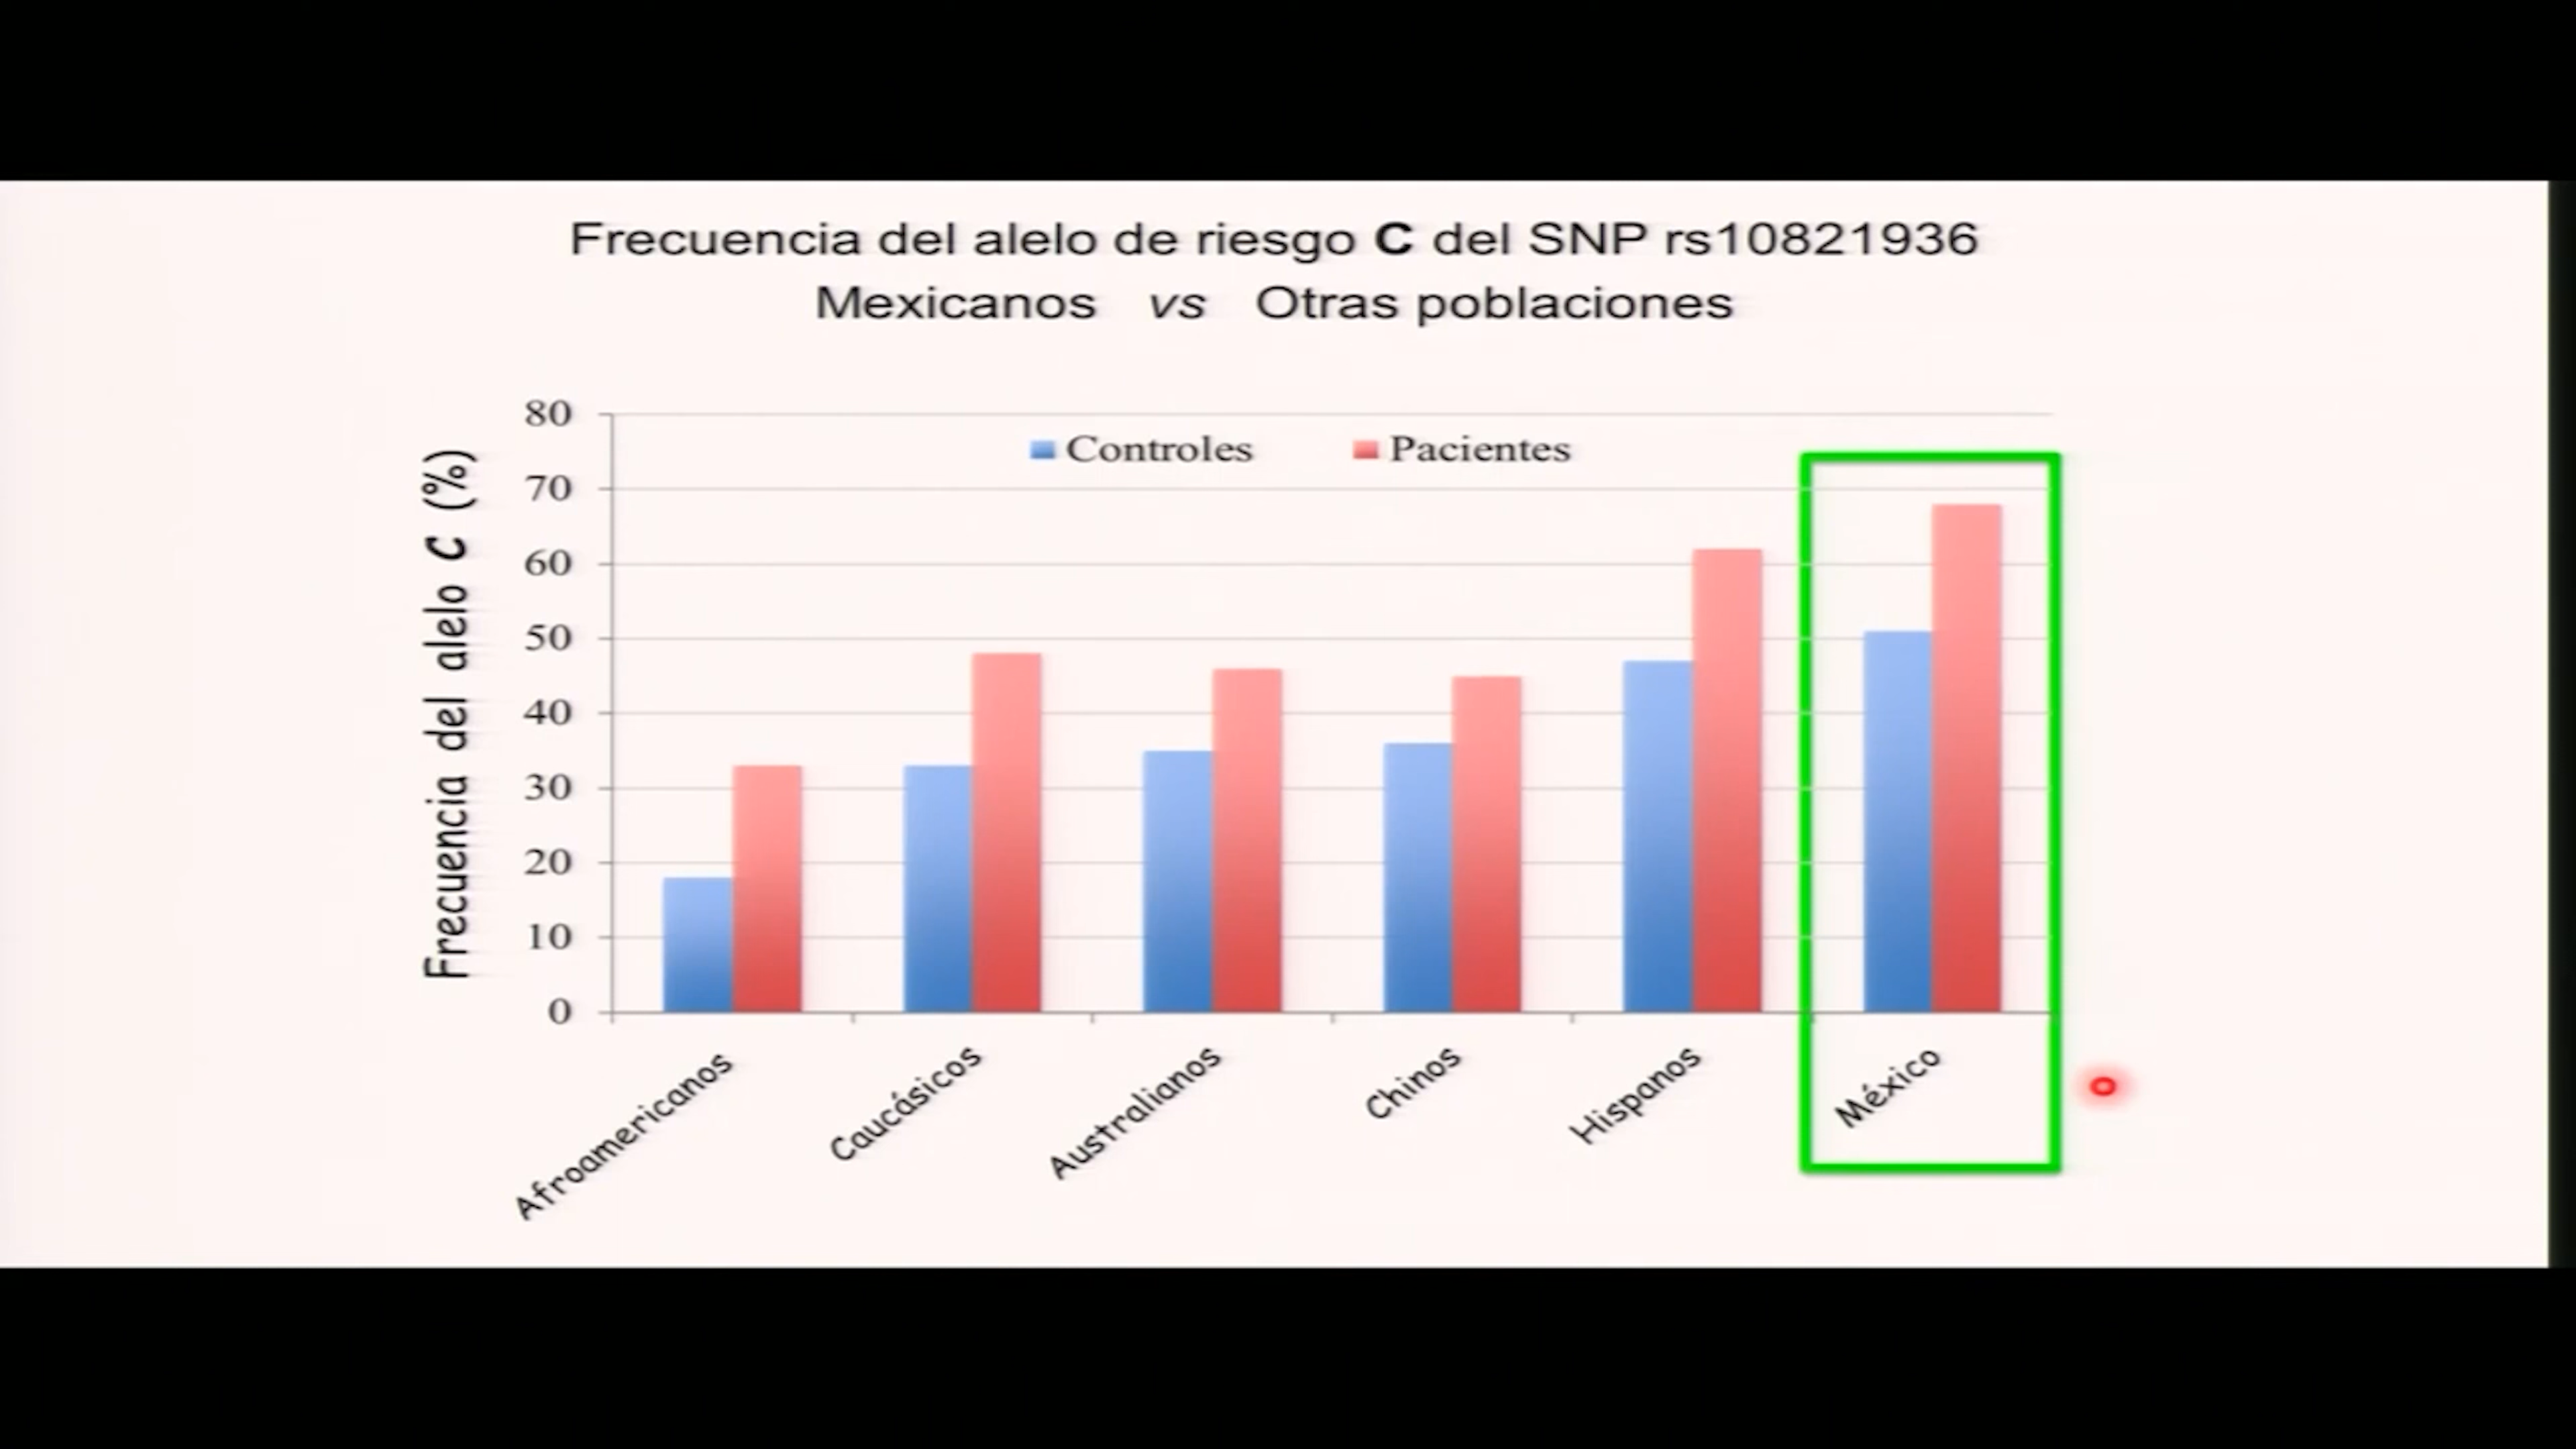 Frecuencia del alelo de riesgo C del SNP rs10821936
Mexicanos vs Otras poblaciones
Frecuencia del alelo C (%)
80
70
60
50
40
30
20
10
0
Controles
Pacientes
Afroamericanos
Caucásicos
Australianos
Chinos
Hispanos
México